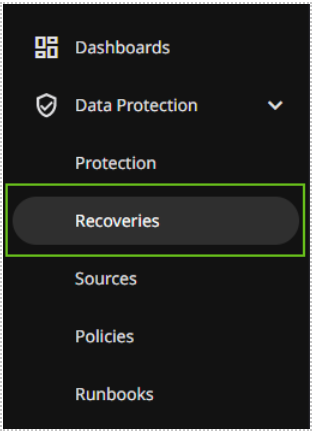 Dashboards
Data Protection
Protection
Recoveries
Sources
Policies
Runbooks